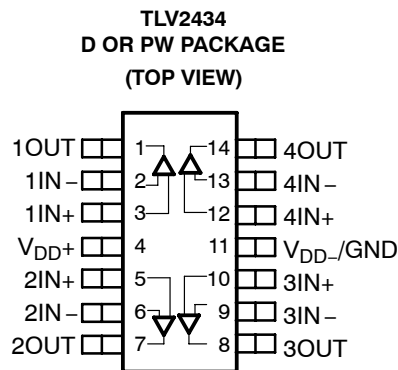 TLV2434
D OR PW PACKAGE
(TOP VIEW)
1OUT 1 14 4OUT
1IN − 2 13 4IN −
1IN+ 3 12 4IN+
VDD+ 4 11 VDD−/GND
2IN+ 5 10 3IN+
2IN − 6 9 3IN −
2OUT 7 8 3OUT